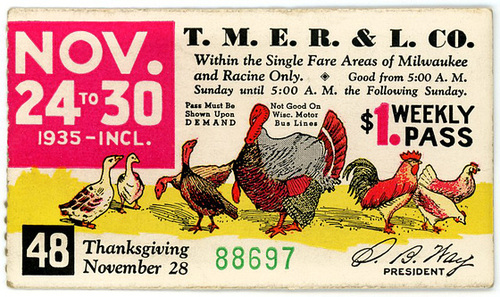 NOV.
24 TO 30
1935-INCL.
T. M. E. R. & L. CO.
Within the Single Fare Areas of Milwaukee
and Racine Only. Good from 5:00 A. M.
Sunday until 5:00 A. M. the Following Sunday.
Pass Must Be
Shown Upon
DEMAND
Not Good On
Wisc. Motor
Bus Lines
$1. WEEKLY
PASS
48
Thanksgiving
November 28
88697
S. B. Way
PRESIDENT